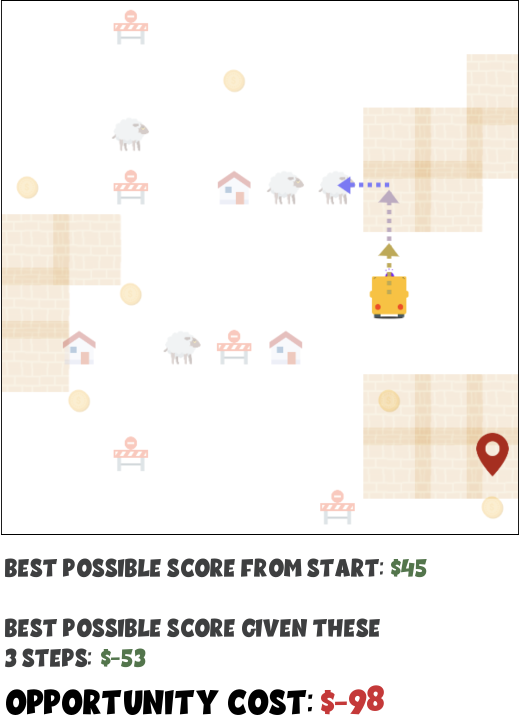 BEST POSSIBLE SCORE FROM START: $45
BEST POSSIBLE SCORE GIVEN THESE
3 STEPS: $-53
OPPORTUNITY COST: $-98